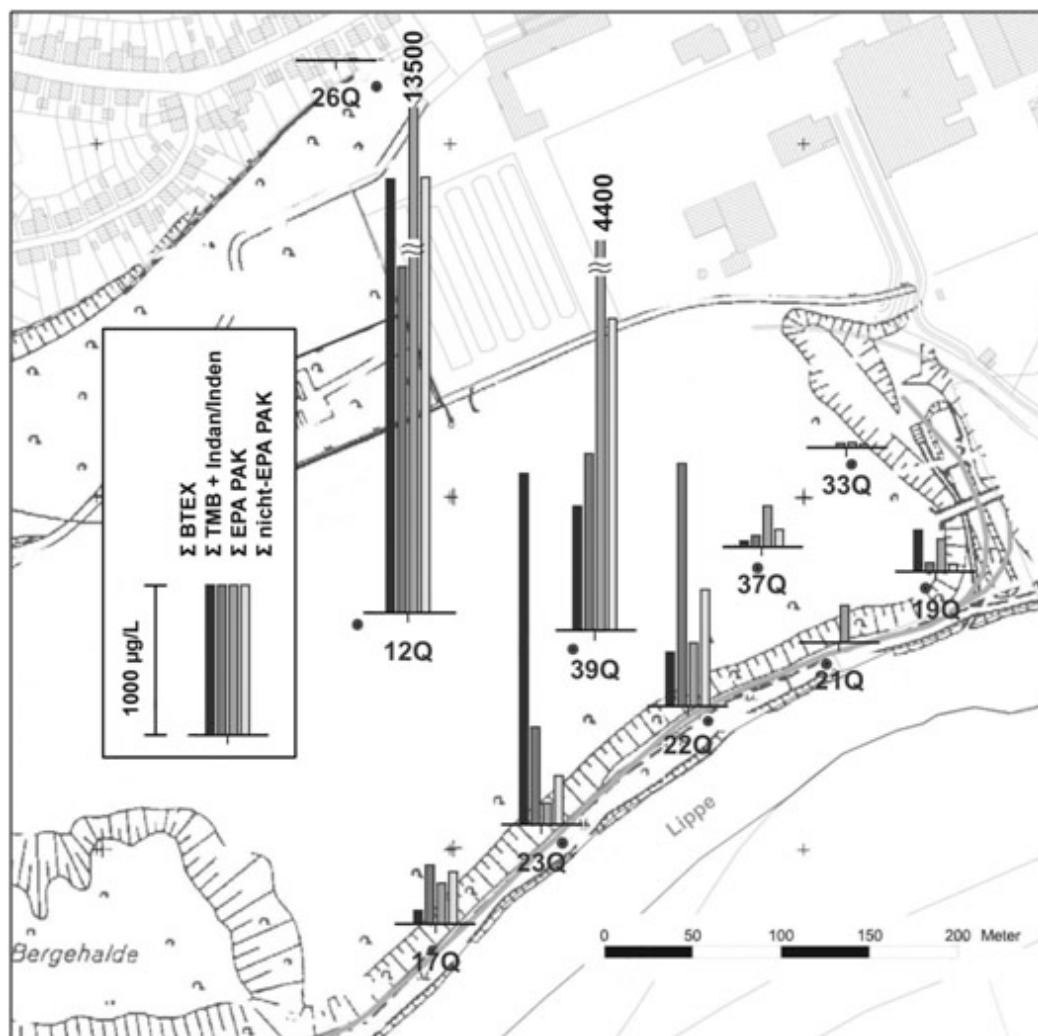 26Q
13500
4400
Σ BTEX
Σ TMB + Indan/Inden
Σ EPA PAK
Σ nicht-EPA PAK
1000 µg/L
33Q
37Q
19Q
12Q
39Q
21Q
22Q
Lippe
23Q
17Q
Bergehalde
0 50 100 150 200 Meter